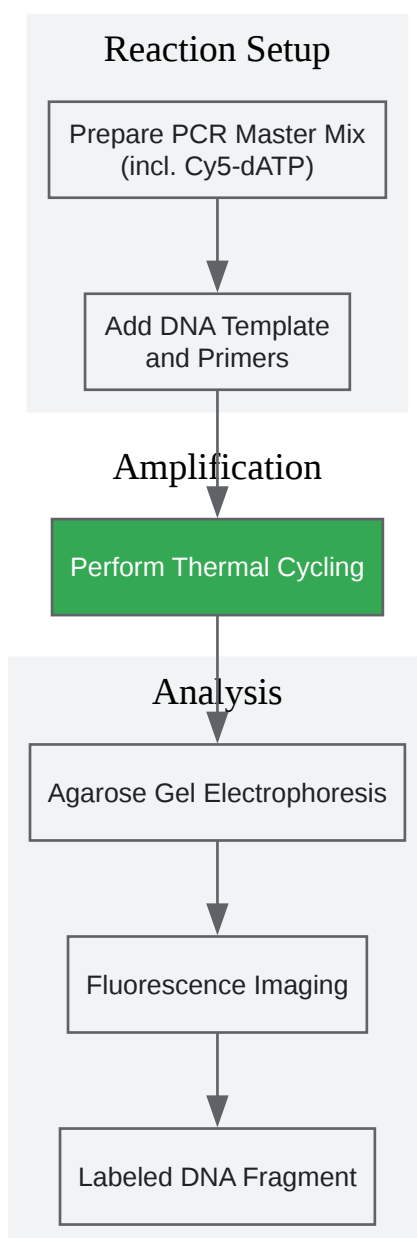 Reaction Setup
Prepare PCR Master Mix
(incl. Cy5-dATP)
Add DNA Template
and Primers
Amplification
Perform Thermal Cycling
Analysis
Agarose Gel Electrophoresis
Fluorescence Imaging
Labeled DNA Fragment